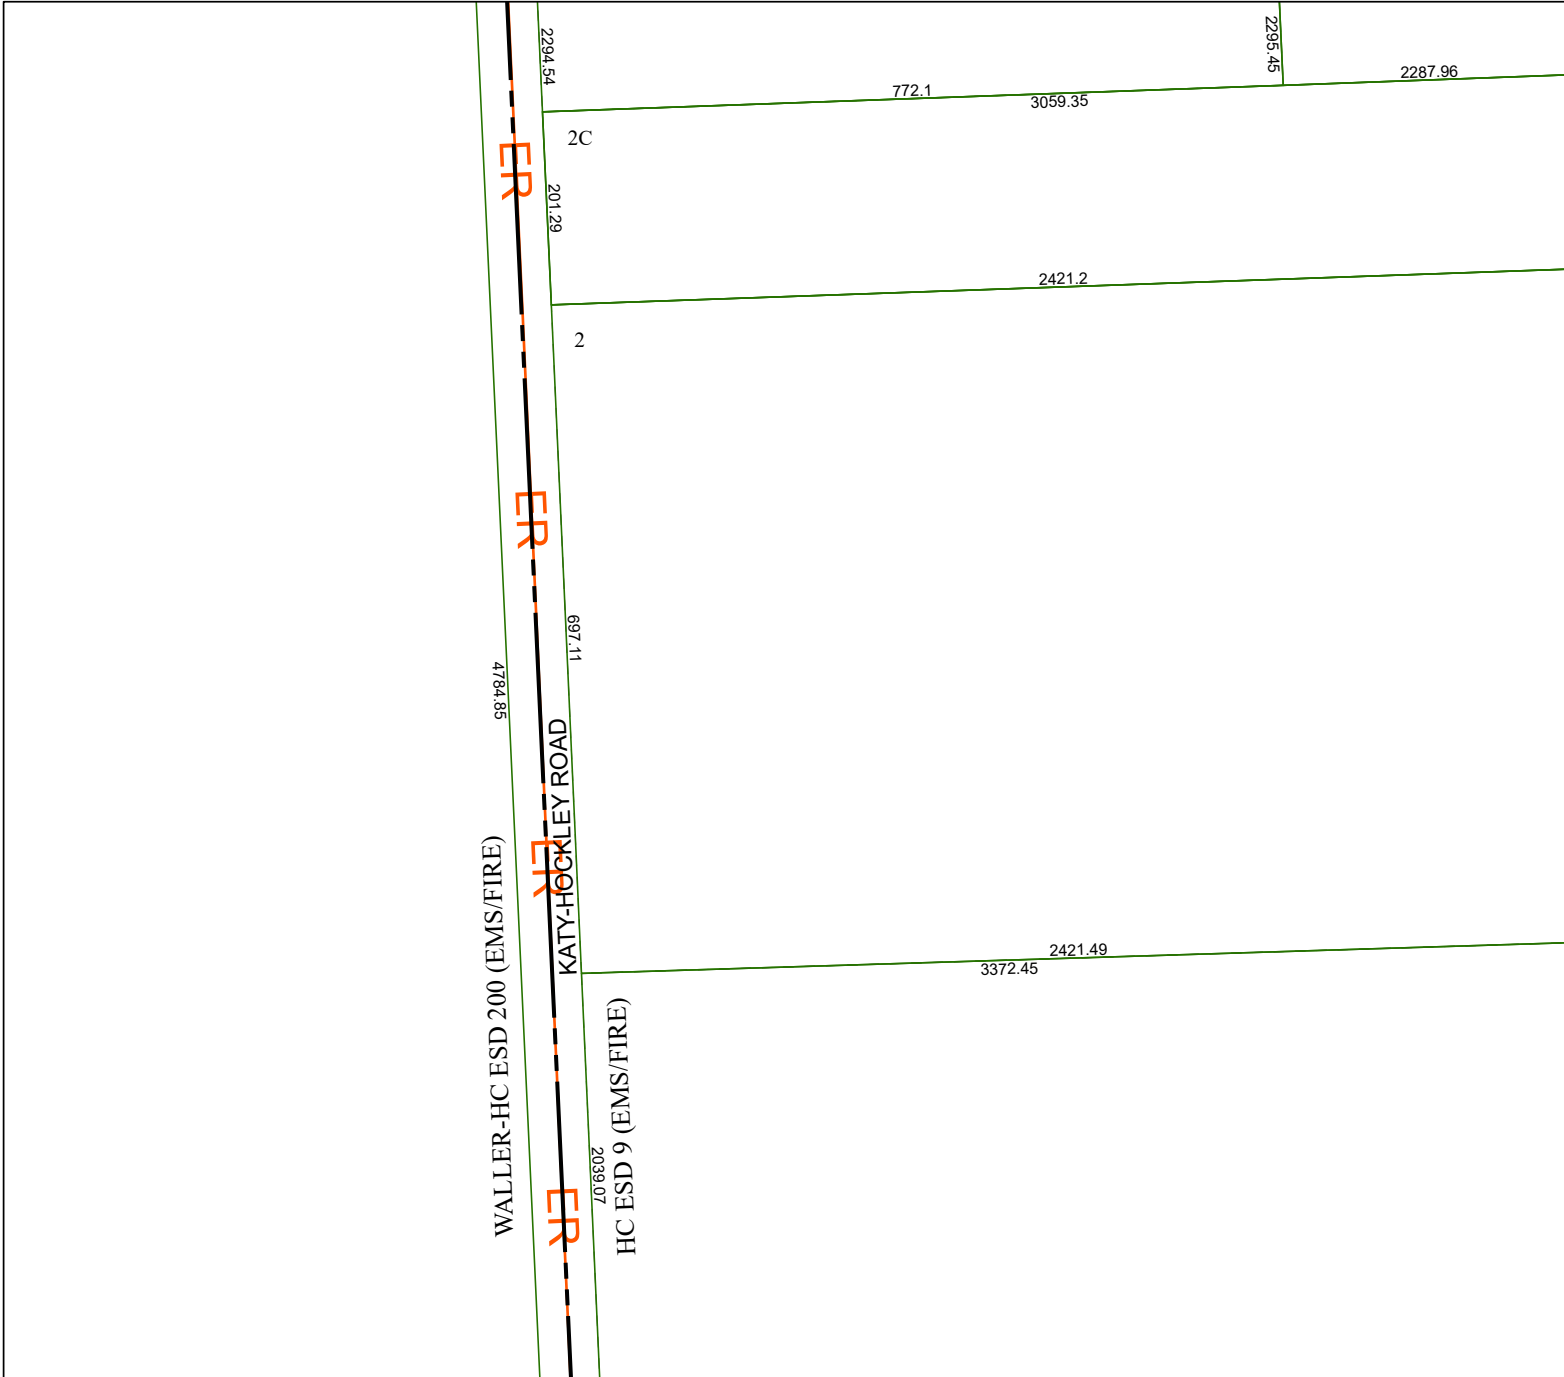 2294.54
2295.45
2287.96
772.1
3059.35
2C
ER
201.29
2421.2
2
ER
697.11
4784.85
KATY-HOCKLEY ROAD
ER
WALLER-HC ESD 200 (EMS/FIRE)
2421.49
3372.45
HC ESD 9 (EMS/FIRE)
2039.07
ER